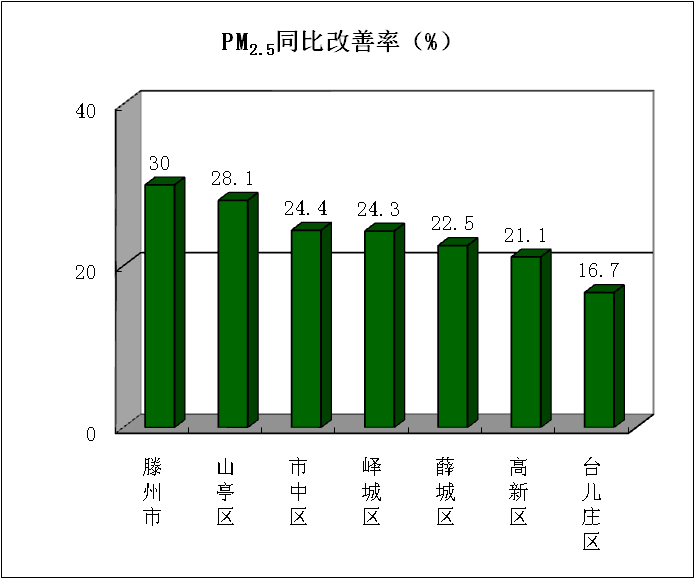 PM2.5同比改善率（%）
40
20
0
30
28.1
24.4
24.3
22.5
21.1
16.7
滕州市
山亭区
市中区
峄城区
薛城区
高新区
台儿庄区